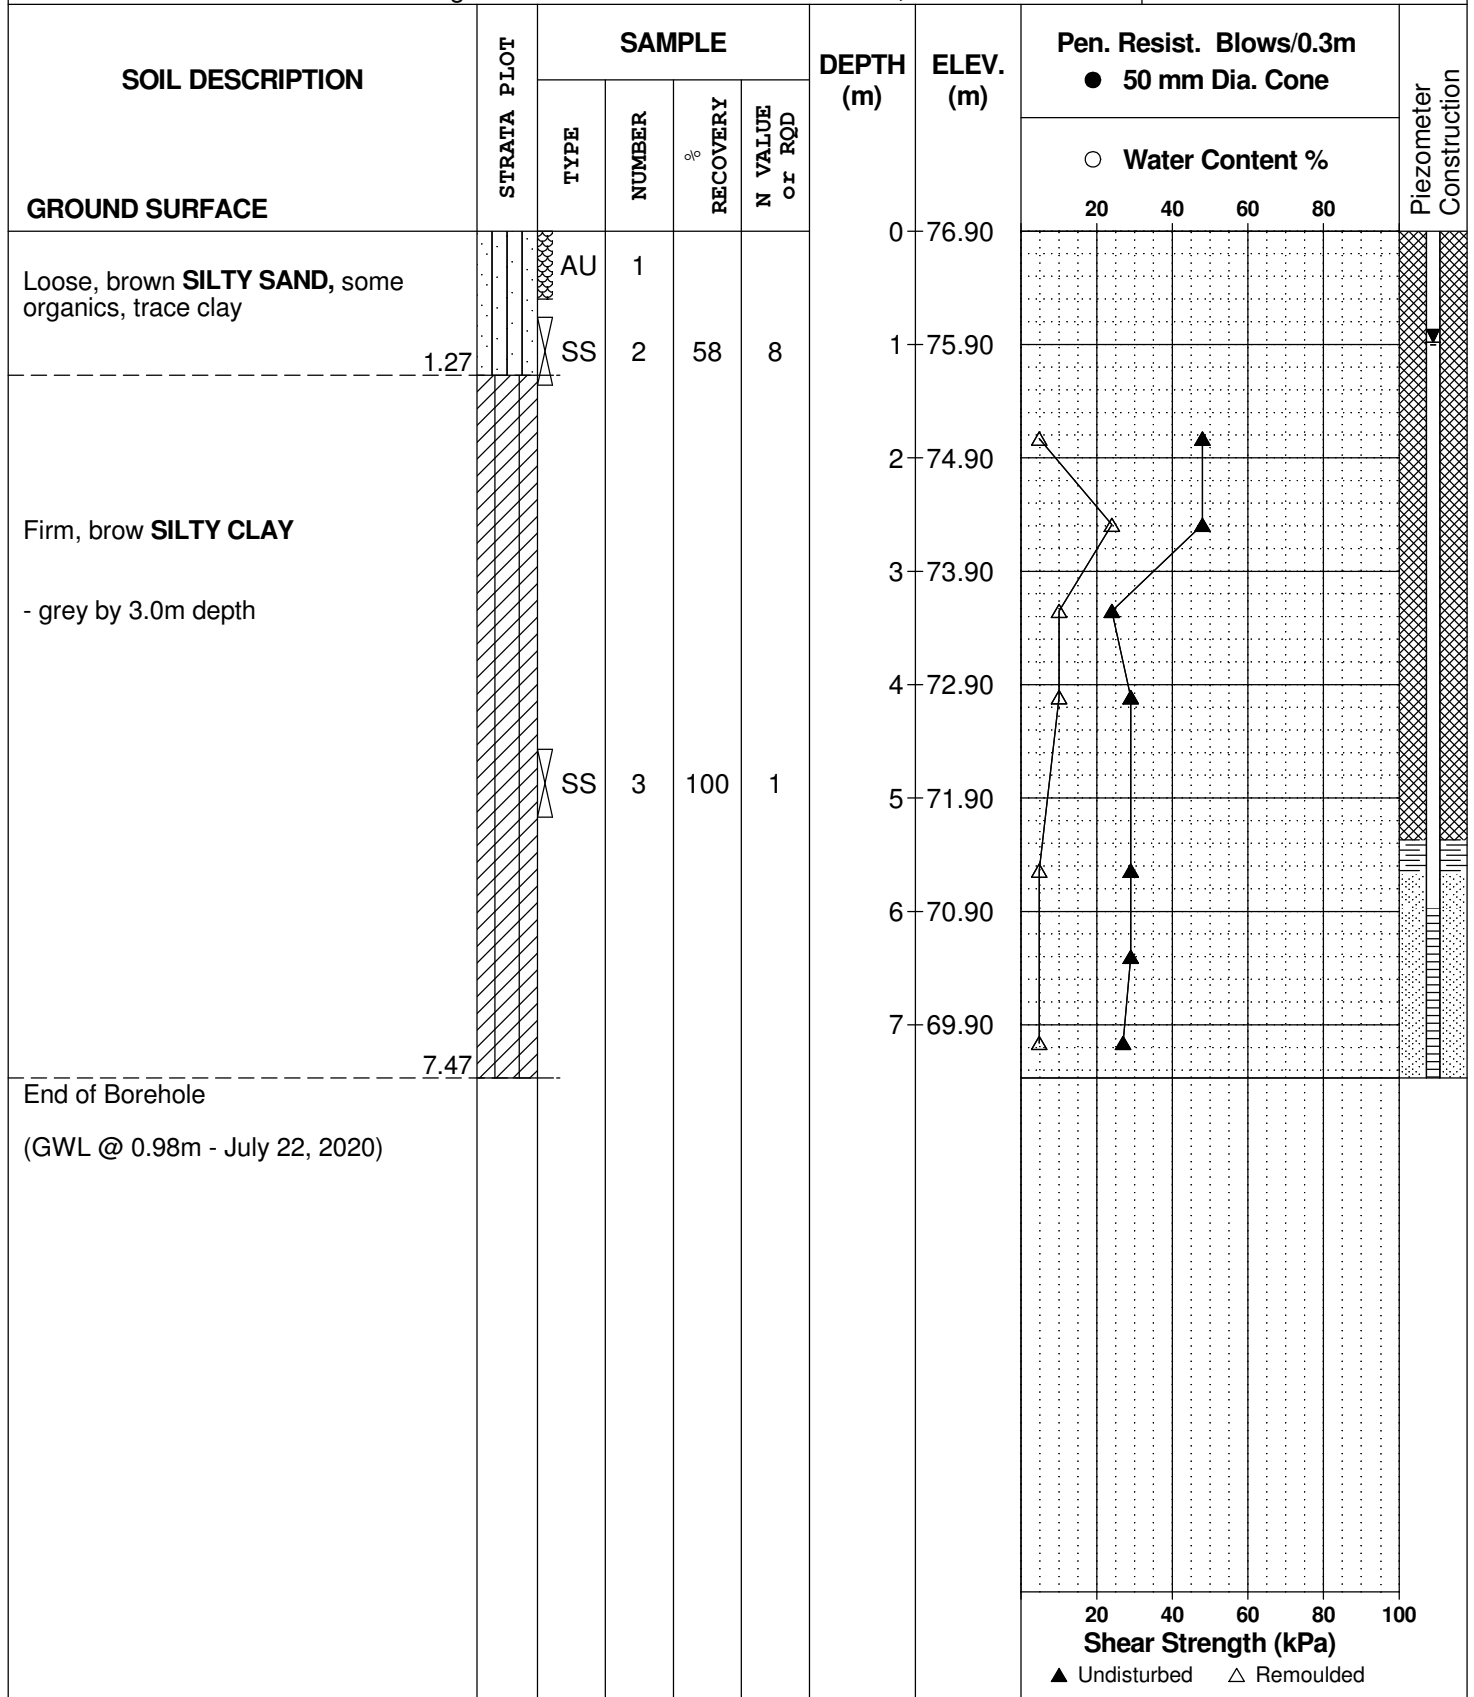 SOIL DESCRIPTION
GROUND SURFACE
STRATA PLOT
SAMPLE
TYPE
NUMBER
% RECOVERY
N VALUE or RQD
DEPTH (m)
ELEV. (m)
Pen. Resist. Blows/0.3m
● 50 mm Dia. Cone
○ Water Content %
20 40 60 80
Piezometer Construction
0 76.90
Loose, brown SILTY SAND, some
organics, trace clay
AU 1
1.27
SS 2 58 8
1 75.90
2 74.90
Firm, brow SILTY CLAY
3 73.90
- grey by 3.0m depth
4 72.90
SS 3 100 1
5 71.90
6 70.90
7 69.90
7.47
End of Borehole
(GWL @ 0.98m - July 22, 2020)
20 40 60 80 100
Shear Strength (kPa)
▲ Undisturbed △ Remoulded